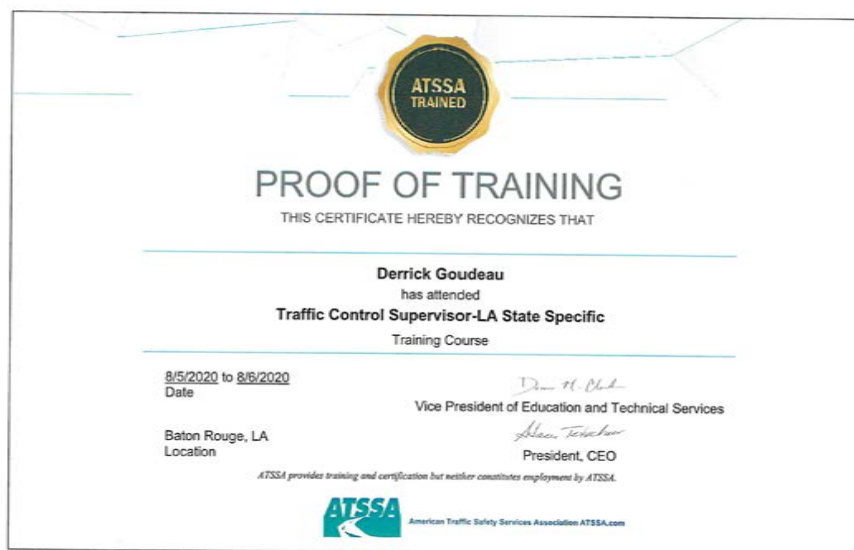 ATSSA
TRAINED
PROOF OF TRAINING
THIS CERTIFICATE HEREBY RECOGNIZES THAT
Derrick Goudeau
has attended
Traffic Control Supervisor-LA State Specific
Training Course
8/5/2020 to 8/6/2020
Date
Vice President of Education and Technical Services
Baton Rouge, LA
Location
President, CEO
ATSSA provides training and certification but neither constitutes employment by ATSSA.
ATSSA
American Traffic Safety Services Association ATSSA.com